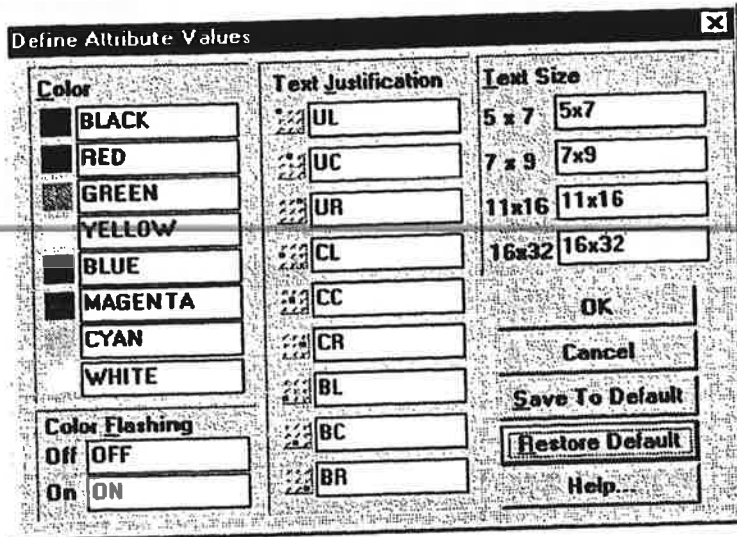 Define Attribute Values
Color
BLACK
RED
GREEN
YELLOW
BLUE
MAGENTA
CYAN
WHITE
Color Flashing
Off OFF
On ON
Text Justification
UL
UC
UR
CL
CC
CR
BL
BC
BR
Text Size
5 x 7 5x7
7 x 9 7x9
11x16 11x16
16x32 16x32
OK
Cancel
Save To Default
Restore Default
Help...